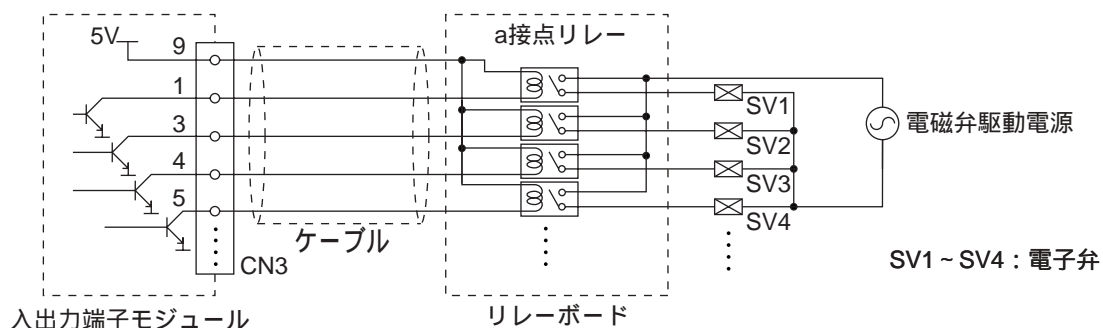 5V
9
1
3
4
5
CN3
ケーブル
入出力端子モジュール
a接点リレー
リレーボード
SV1
SV2
SV3
SV4
電磁弁駆動電源
SV1~SV4:電子弁